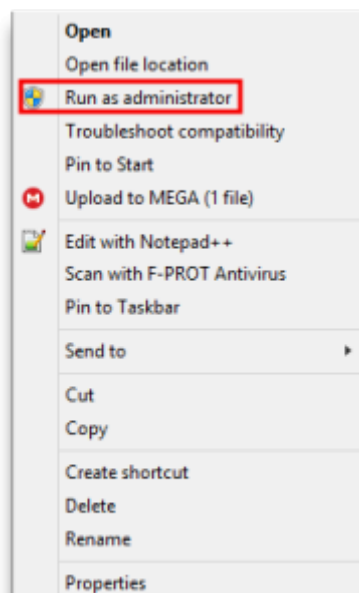 Open
Open file location
Run as administrator
Troubleshoot compatibility
Pin to Start
Upload to MEGA (1 file)
Edit with Notepad++
Scan with F-PROT Antivirus
Pin to Taskbar
Send to
Cut
Copy
Create shortcut
Delete
Rename
Properties